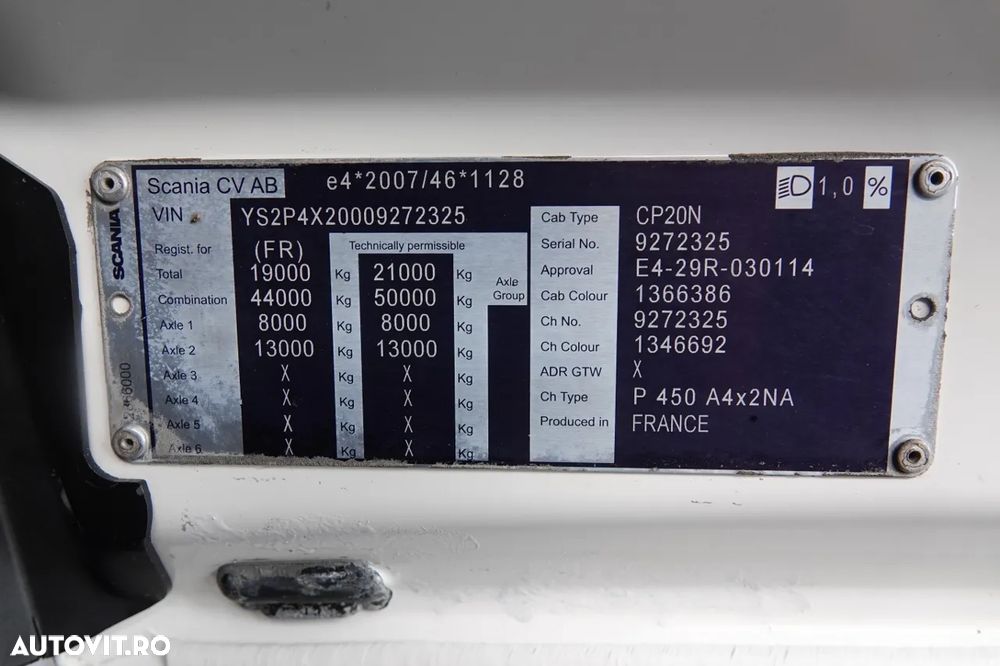 Scania CV AB e4*2007/46*1128 1,0 %
VIN YS2P4X20009272325
SCANIA
Regist. for (FR) Technically permissible
Total 19000 Kg 21000 Kg
Axle Group
Combination 44000 Kg 50000 Kg
Axle 1 8000 Kg 8000 Kg
Axle 2 13000 Kg 13000 Kg
Axle 3 X Kg X Kg
Axle 4 X Kg X Kg
Axle 5 X Kg X Kg
Axle 6 X Kg X Kg
Cab Type CP20N
Serial No. 9272325
Approval E4-29R-030114
Cab Colour 1366386
Ch No. 9272325
Ch Colour 1346692
ADR GTW X
Ch Type P 450 A4x2NA
Produced in FRANCE
AUTOVIT.RO